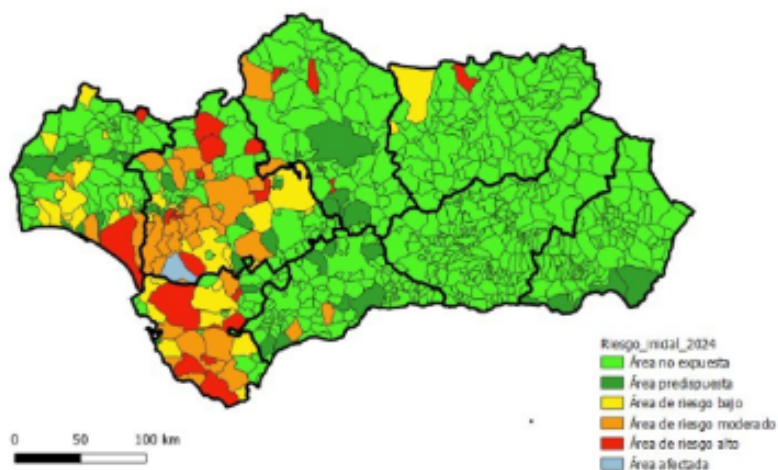 Riesgo_inicial_2024
Área no expuesta
Área predispuesta
Área de riesgo bajo
Área de riesgo moderado
Área de riesgo alto
Área afectada
0 50 100 km